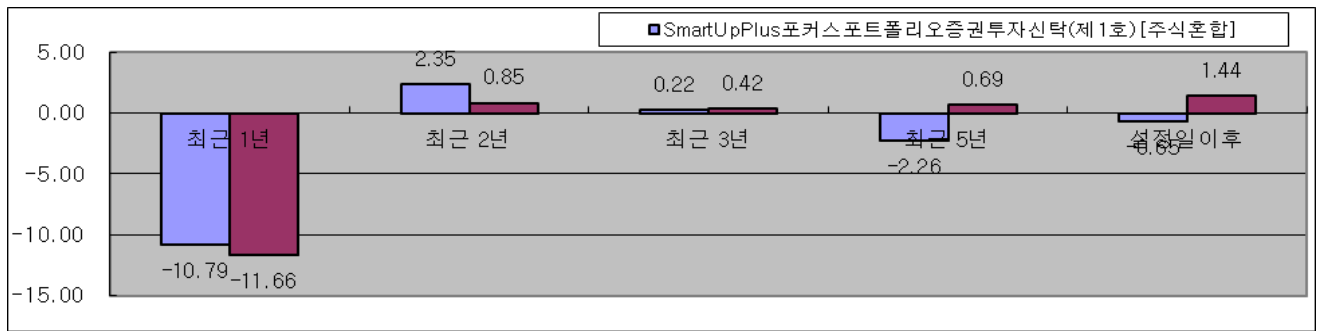 SmartUpPlus포커스포트폴리오증권투자신탁(제1호)[주식혼합]
5.00
2.35
0.85
0.22
0.42
0.69
1.44
0.00
최근 1년
최근 2년
최근 3년
최근 5년
설정일이후
-0.65
-2.26
-5.00
-10.00
-10.79
-11.66
-15.00